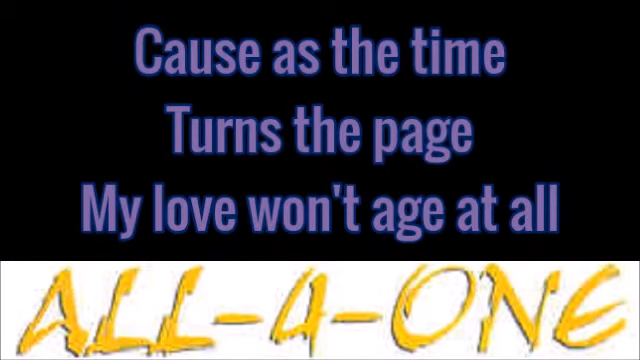 Cause as the time
Turns the page
My love won't age at all
ALL-4-ONE